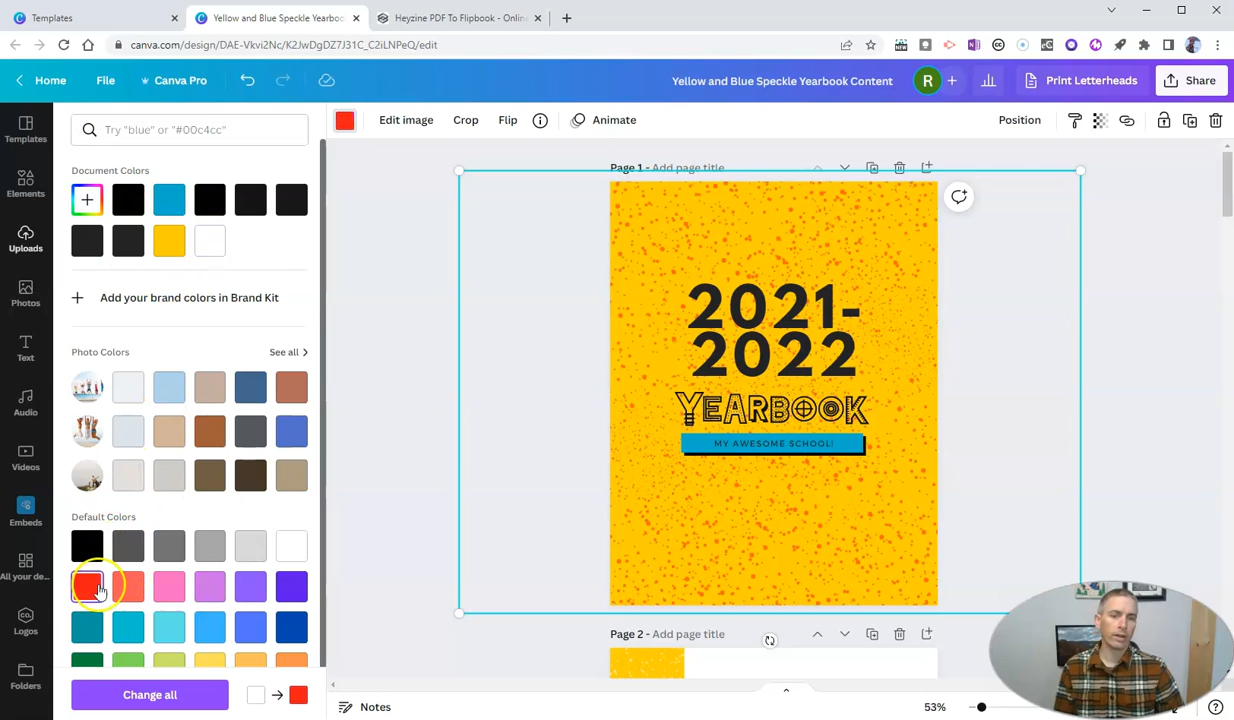 Templates
Yellow and Blue Speckle Yearboo
Heyzine PDF To Flipbook - Onlin
canva.com/design/DAE-Vkvi2Nc/K2JwDgDZ7J31C_C2iLNPeQ/edit
Home
File
Canva Pro
Yellow and Blue Speckle Yearbook Content
R
Print Letterheads
Share
Templates
Elements
Uploads
Photos
Text
Audio
Videos
Embeds
All your de...
Logos
Folders
Try "blue" or "#00c4cc"
Document Colors
Add your brand colors in Brand Kit
Photo Colors
See all
Default Colors
Change all
Edit image
Crop
Flip
Animate
Position
Page 1 - Add page title
2021-
2022
YEARBOOK
MY AWESOME SCHOOL!
Page 2 - Add page title
Notes
53%